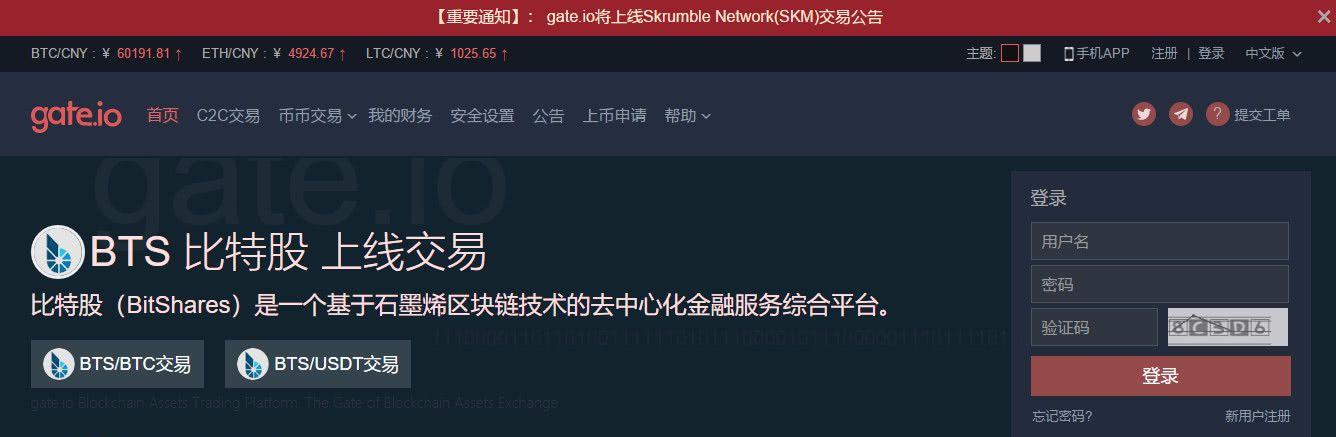 【重要通知】： gate.io将上线Skrumble Network(SKM)交易公告
BTC/CNY : ¥ 60191.81 ↑ ETH/CNY : ¥ 4924.67 ↑ LTC/CNY : ¥ 1025.65 ↑ 主题: 手机APP 注册 | 登录 中文版
gate.io 首页 C2C交易 币币交易 我的财务 安全设置 公告 上币申请 帮助 ? 提交工单
gate.io
登录
BTS 比特股 上线交易
用户名
比特股（BitShares）是一个基于石墨烯区块链技术的去中心化金融服务综合平台。
密码
验证码 8C3D6
BTS/BTC交易 BTS/USDT交易
登录
gate.io Blockchain Assets Trading Platform. The Gate of Blockchain Assets Exchange
忘记密码? 新用户注册